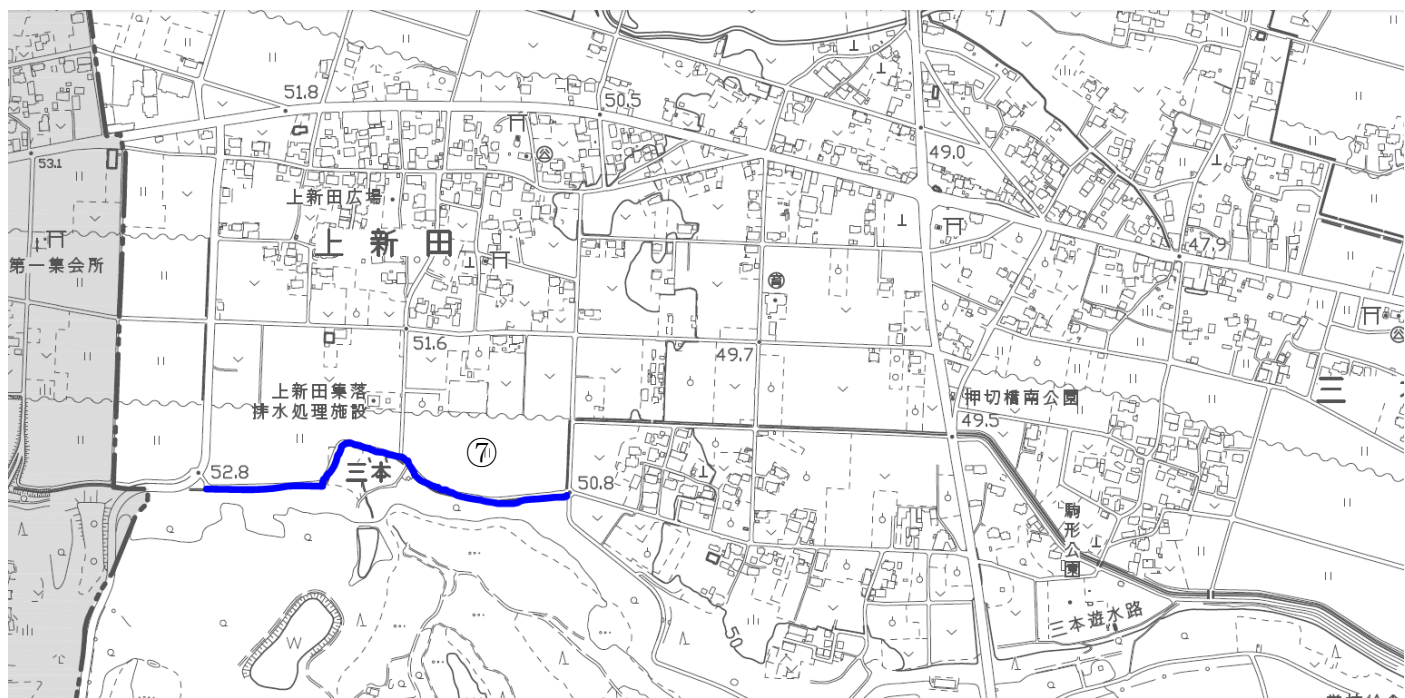 51.8
50.5
49.0
53.1
上新田広場
上新田
47.9
第一集会所
51.6
49.7
上新田集落
排水処理施設
押切橋南公園
三
49.5
⑦
三本
52.8
50.8
駒形公園
三本遊水路
50
W